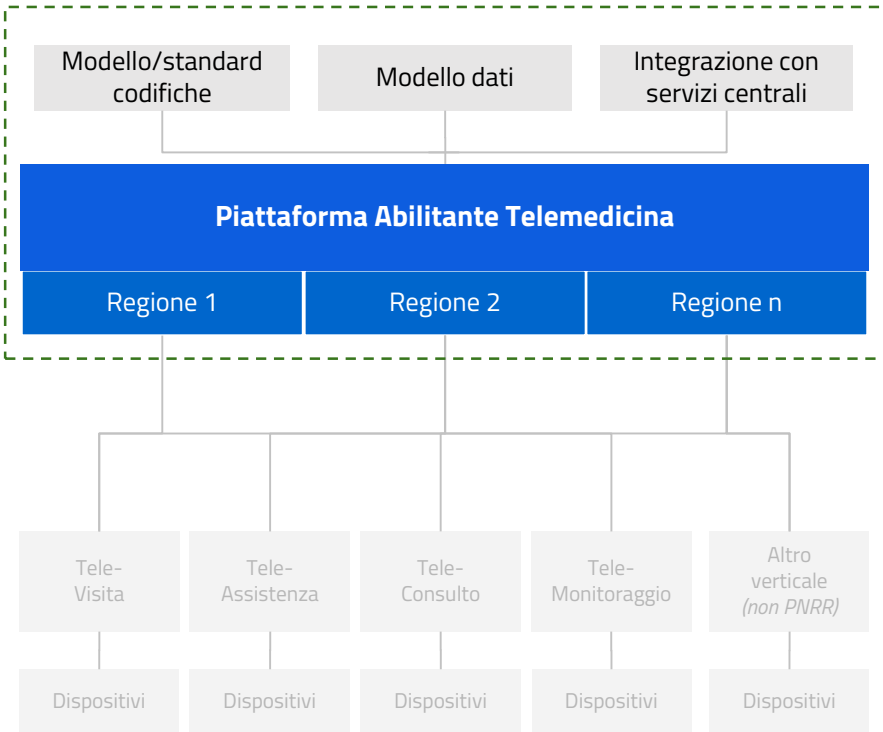 Modello/standard
codifiche
Modello dati
Integrazione con
servizi centrali
Piattaforma Abilitante Telemedicina
Regione 1
Regione 2
Regione n
Tele-
Visita
Tele-
Assistenza
Tele-
Consulto
Tele-
Monitoraggio
Altro
verticale
(non PNRR)
Dispositivi
Dispositivi
Dispositivi
Dispositivi
Dispositivi